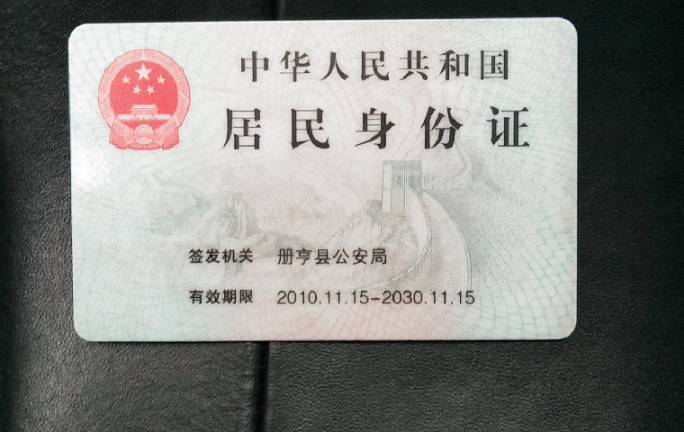 中华人民共和国
居民身份证
签发机关 册亨县公安局
有效期限 2010.11.15-2030.11.15